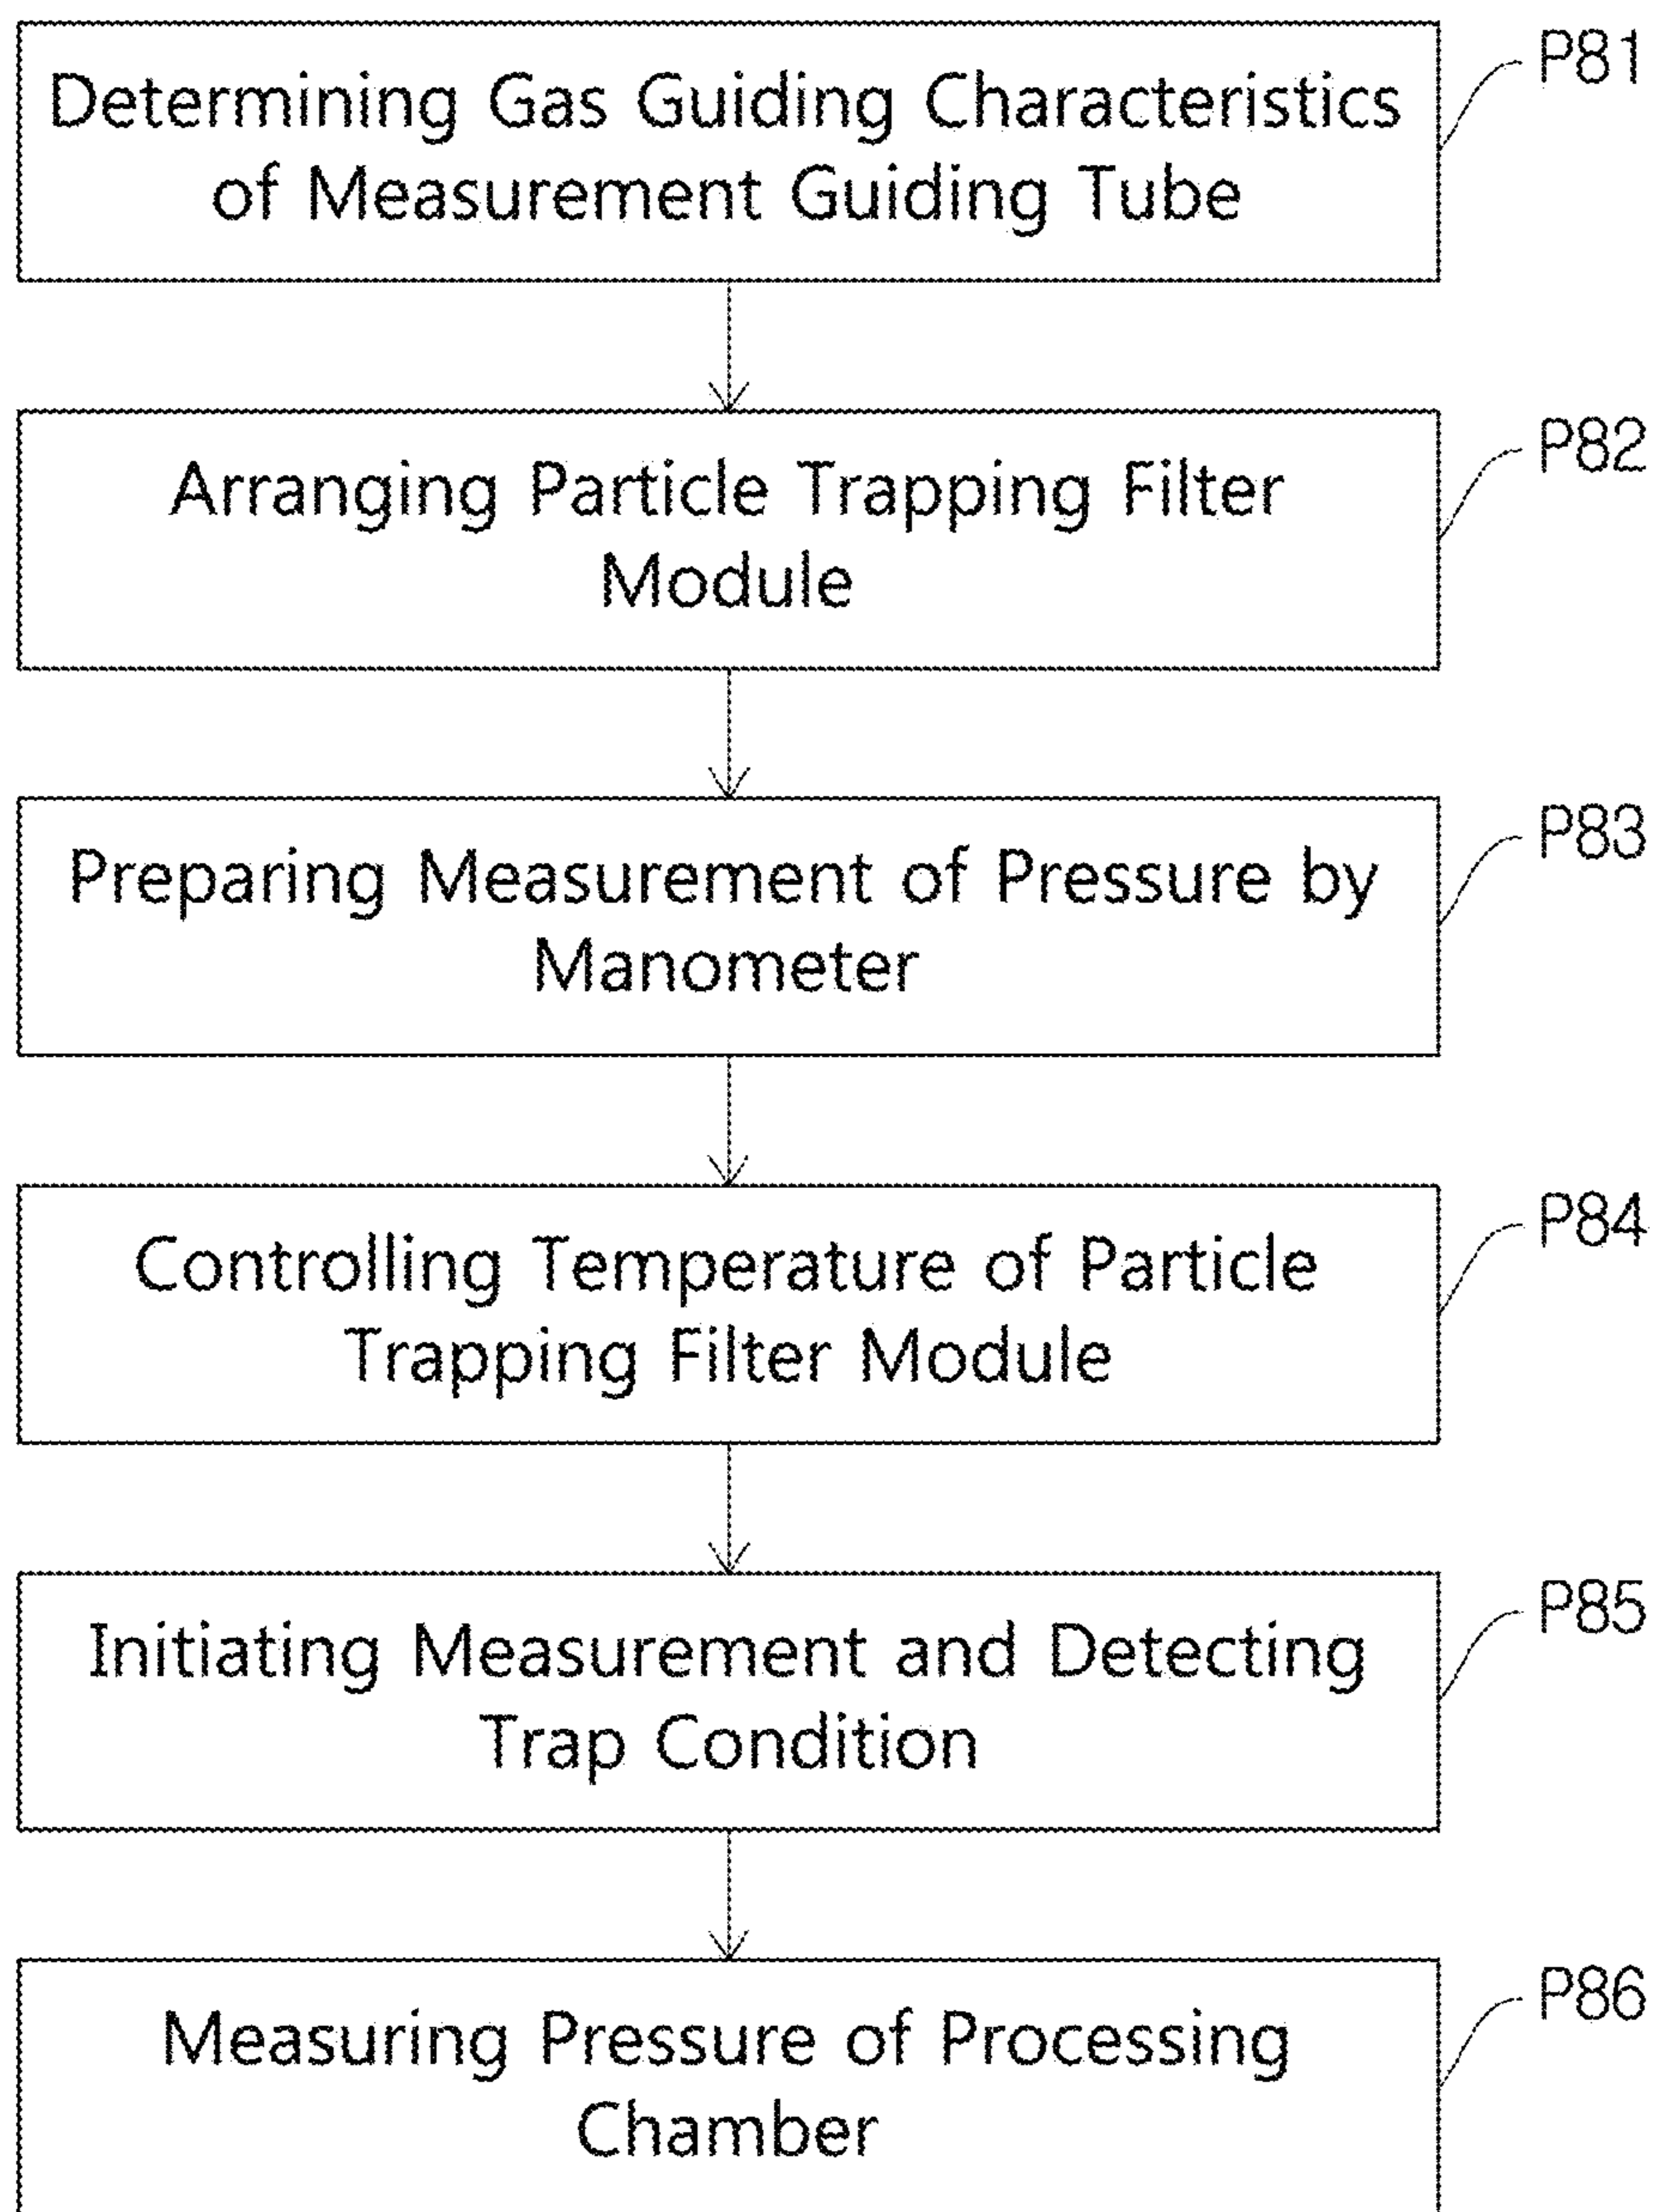 Determining Gas Guiding Characteristics
of Measurement Guiding Tube
P81
Arranging Particle Trapping Filter
Module
P82
Preparing Measurement of Pressure by
Manometer
P83
Controlling Temperature of Particle
Trapping Filter Module
P84
Initiating Measurement and Detecting
Trap Condition
P85
Measuring Pressure of Processing
Chamber
P86